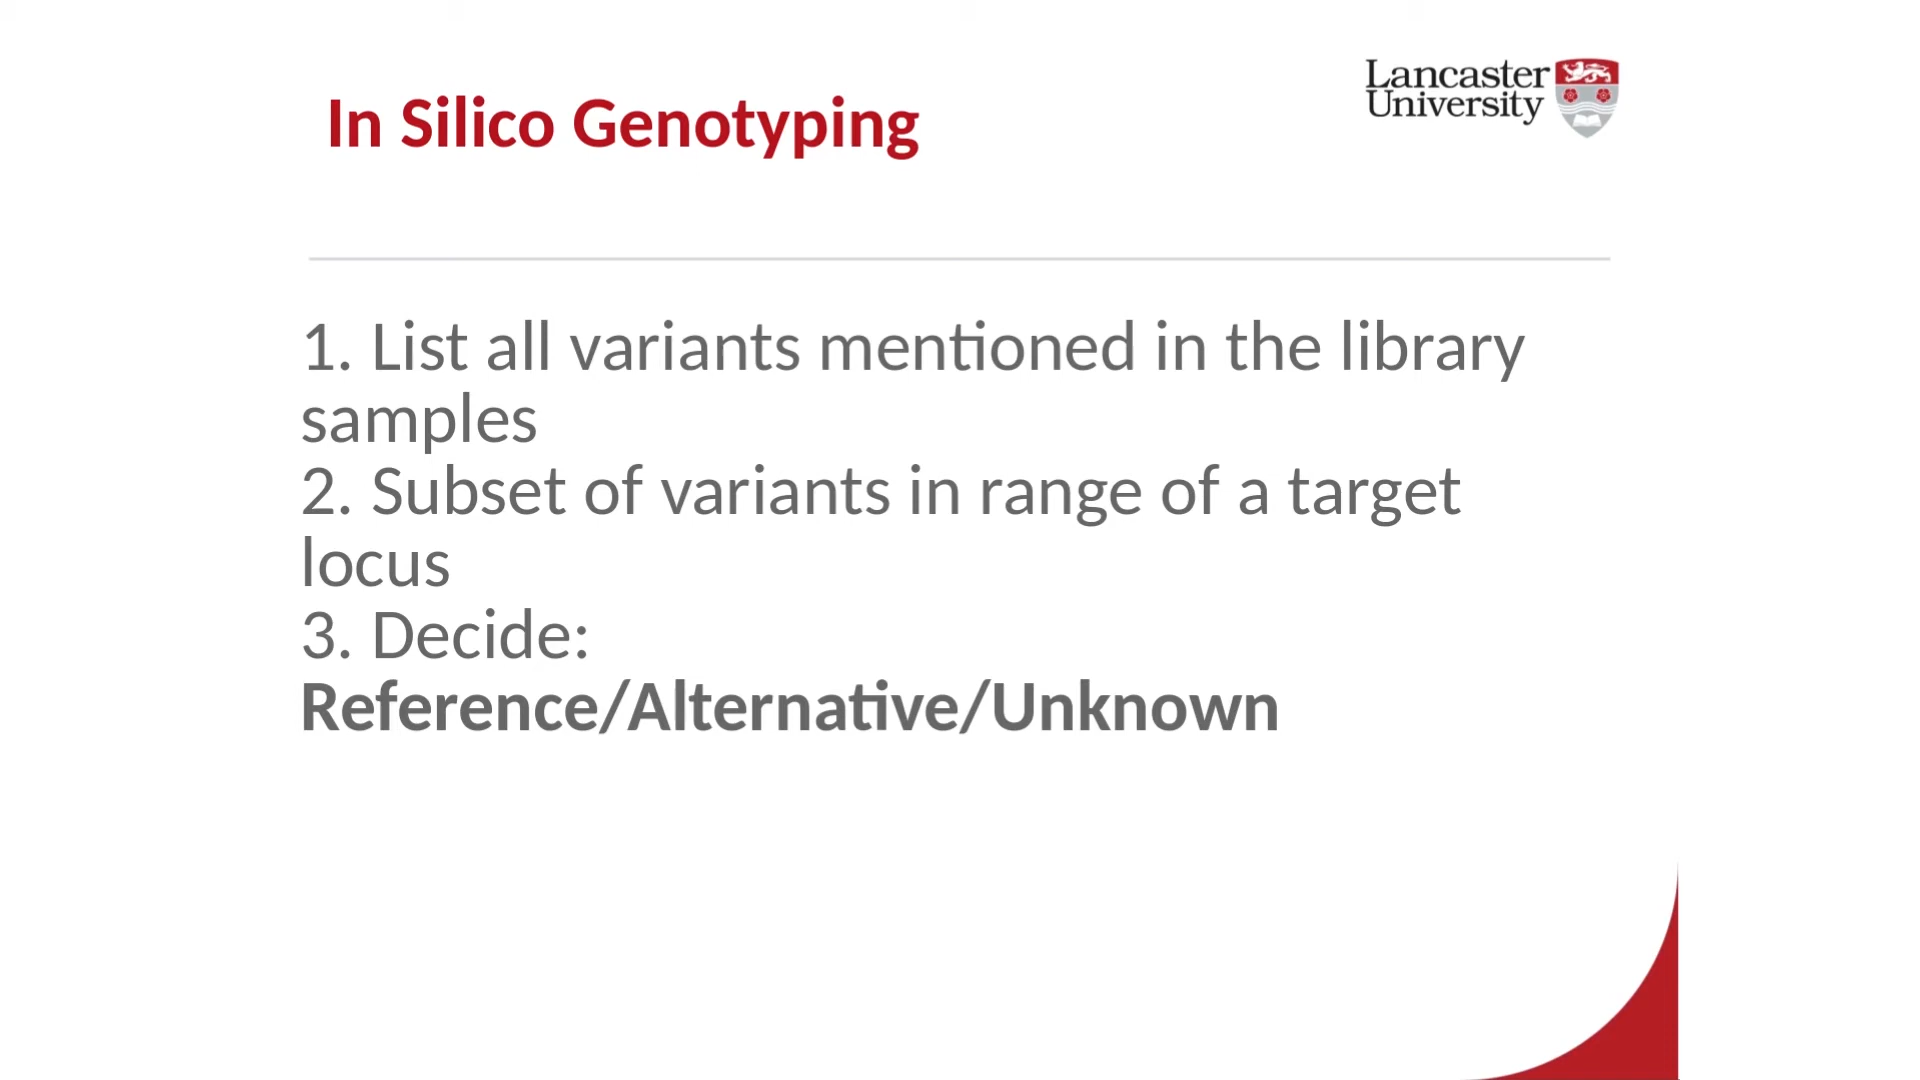 In Silico Genotyping
Lancaster
University
1. List all variants mentioned in the library
samples
2. Subset of variants in range of a target
locus
3. Decide:
Reference/Alternative/Unknown